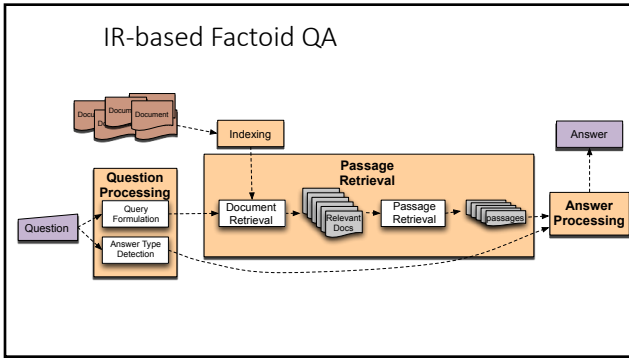 IR-based Factoid QA
Document
Document
Indexing
Answer
Question
Processing
Passage
Retrieval
Query
Formulation
Document
Retrieval
Relevant
Docs
Passage
Retrieval
passages
Answer
Processing
Question
Answer Type
Detection